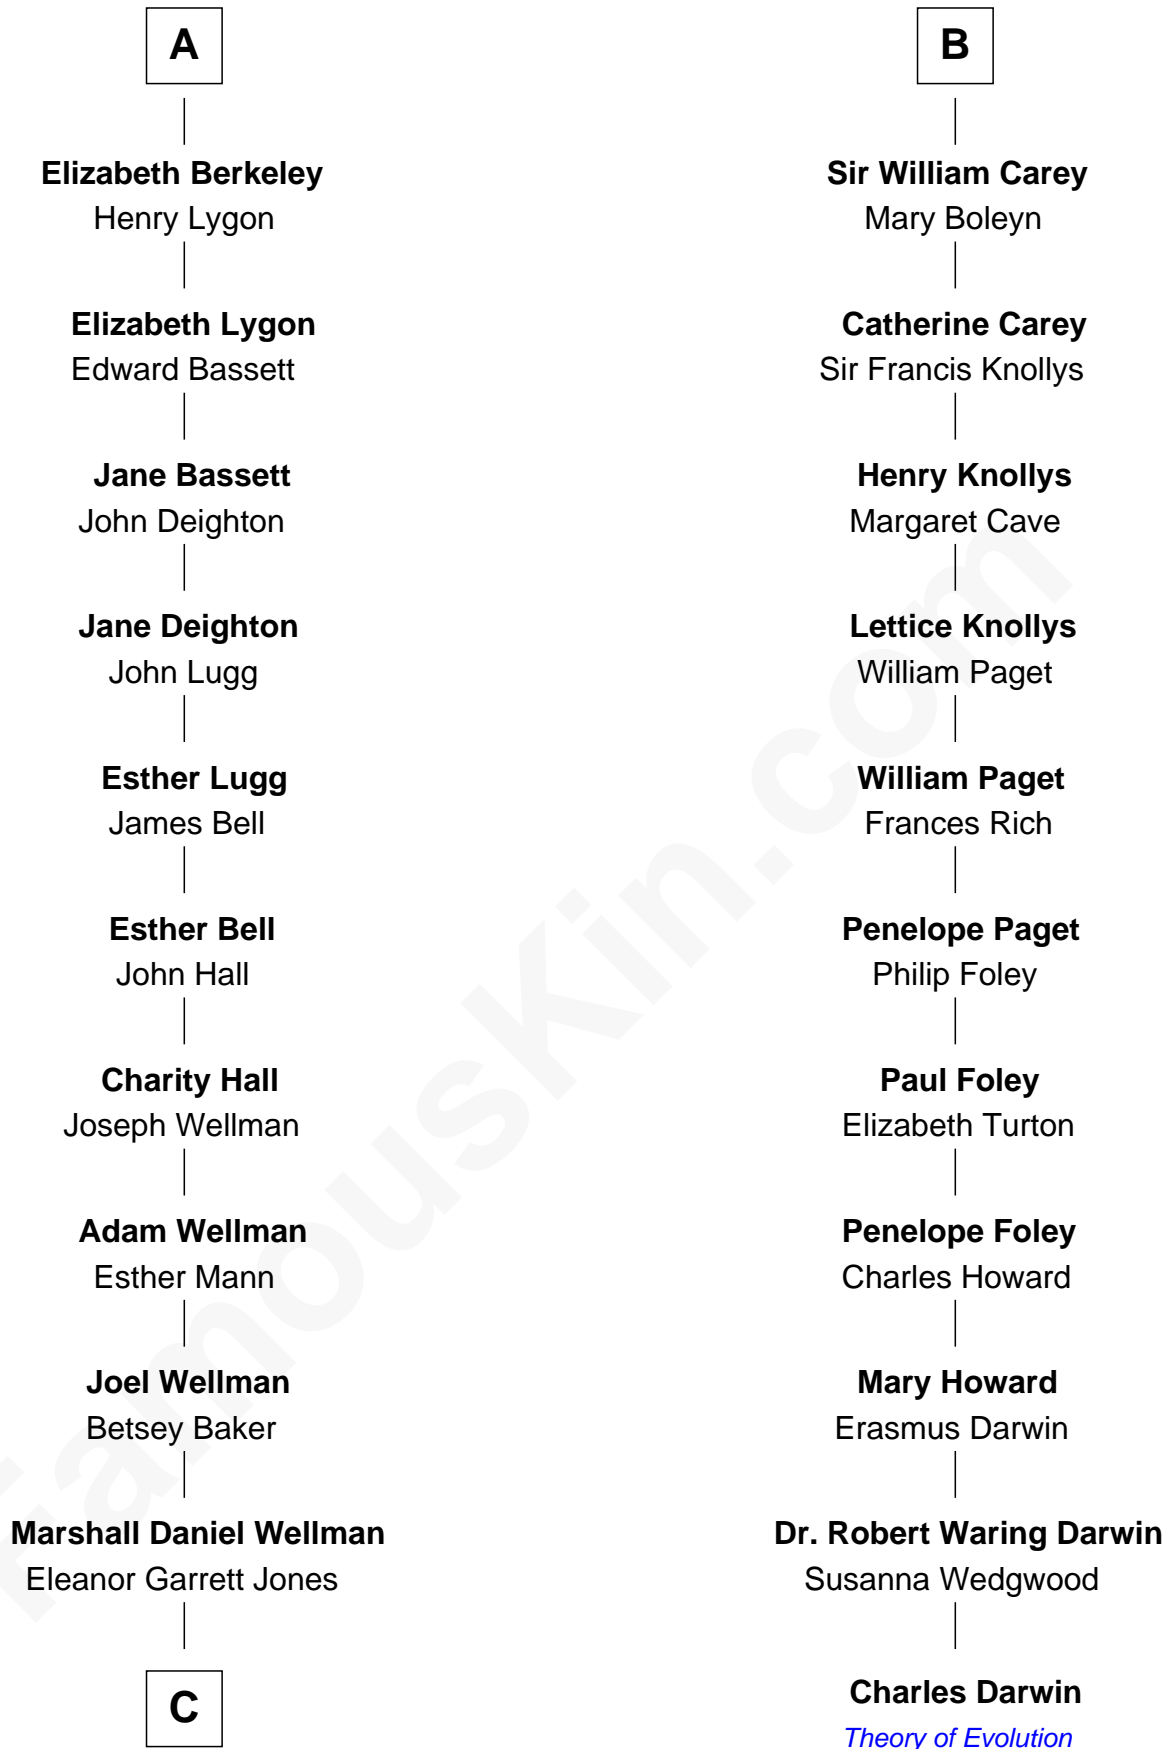 A
Elizabeth Berkeley
Henry Lygon
Elizabeth Lygon
Edward Bassett
Jane Bassett
John Deighton
Jane Deighton
John Lugg
Esther Lugg
James Bell
Esther Bell
John Hall
Charity Hall
Joseph Wellman
Adam Wellman
Esther Mann
Joel Wellman
Betsey Baker
Marshall Daniel Wellman
Eleanor Garrett Jones
C
B
Sir William Carey
Mary Boleyn
Catherine Carey
Sir Francis Knollys
Henry Knollys
Margaret Cave
Lettice Knollys
William Paget
William Paget
Frances Rich
Penelope Paget
Philip Foley
Paul Foley
Elizabeth Turton
Penelope Foley
Charles Howard
Mary Howard
Erasmus Darwin
Dr. Robert Waring Darwin
Susanna Wedgwood
Charles Darwin
Theory of Evolution
FamousKin.com